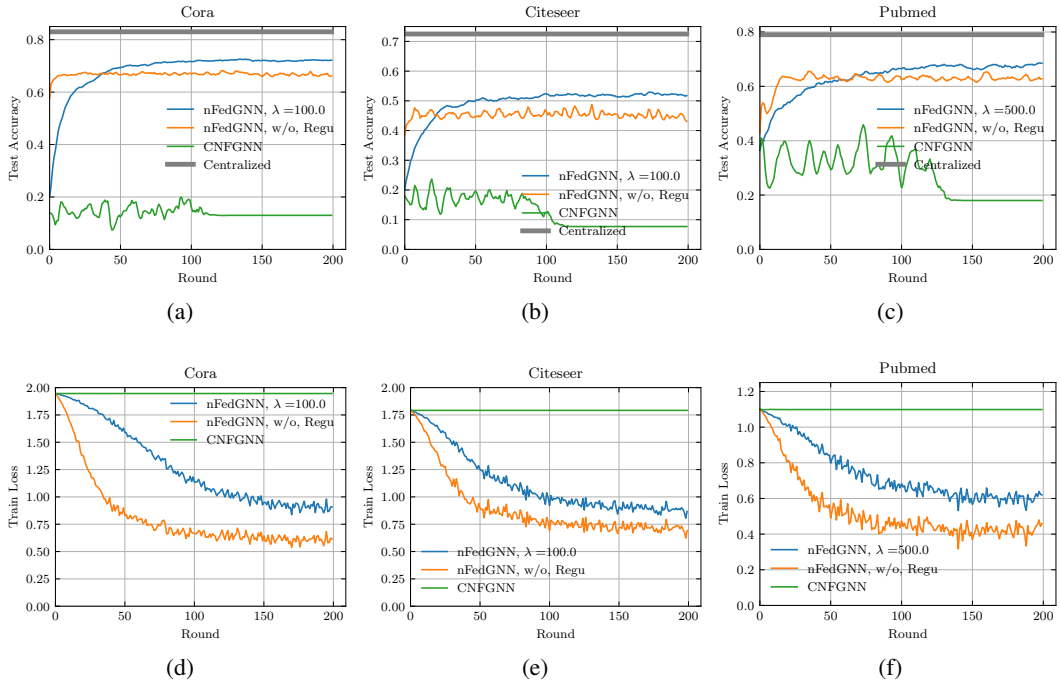 Cora
Test Accuracy
0.8
0.6
0.4
0.2
0.0
nFedGNN, λ =100.0
nFedGNN, w/o, Regu
CNFGNN
Centralized
0 50 100 150 200
Round
(a)
Citeseer
Test Accuracy
0.7
0.6
0.5
0.4
0.3
0.2
0.1
0.0
nFedGNN, λ =100.0
nFedGNN, w/o, Regu
CNFGNN
Centralized
0 50 100 150 200
Round
(b)
Pubmed
Test Accuracy
0.8
0.6
0.4
0.2
0.0
nFedGNN, λ =500.0
nFedGNN, w/o, Regu
CNFGNN
Centralized
0 50 100 150 200
Round
(c)
Cora
Train Loss
2.00
1.75
1.50
1.25
1.00
0.75
0.50
0.25
0.00
nFedGNN, λ =100.0
nFedGNN, w/o, Regu
CNFGNN
0 50 100 150 200
Round
(d)
Citeseer
Train Loss
2.00
1.75
1.50
1.25
1.00
0.75
0.50
0.25
0.00
nFedGNN, λ =100.0
nFedGNN, w/o, Regu
CNFGNN
0 50 100 150 200
Round
(e)
Pubmed
Train Loss
1.2
1.0
0.8
0.6
0.4
0.2
0.0
nFedGNN, λ =500.0
nFedGNN, w/o, Regu
CNFGNN
0 50 100 150 200
Round
(f)